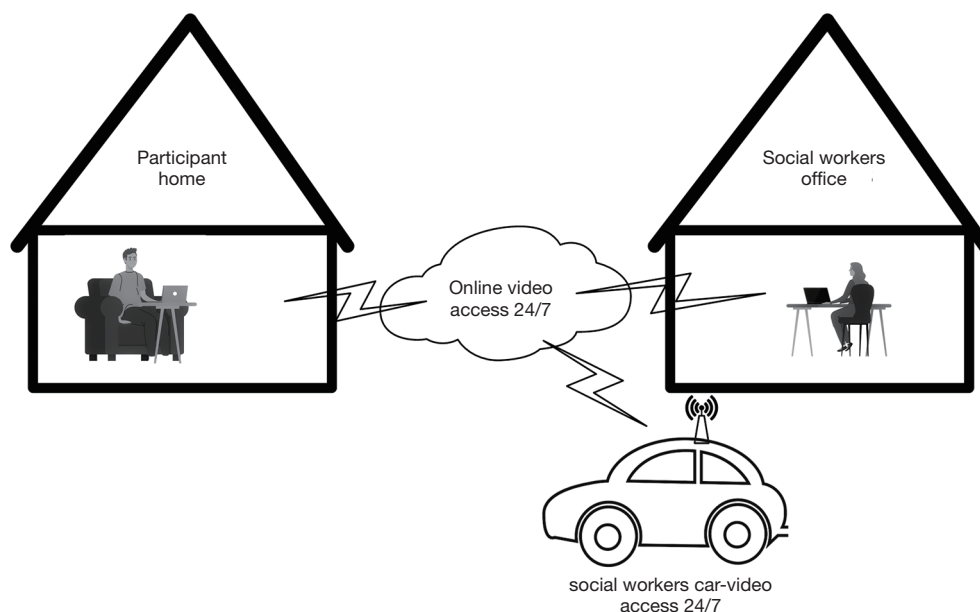 Participant
home
Social workers
office
Online video
access 24/7
social workers car-video
access 24/7